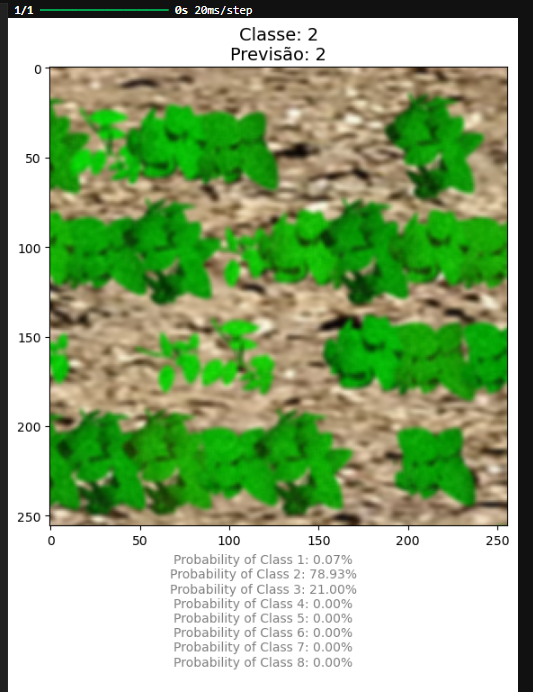 1/1 0s 20ms/step
Classe: 2
Previsão: 2
0
50
100
150
200
250
0 50 100 150 200 250
Probability of Class 1: 0.07%
Probability of Class 2: 78.93%
Probability of Class 3: 21.00%
Probability of Class 4: 0.00%
Probability of Class 5: 0.00%
Probability of Class 6: 0.00%
Probability of Class 7: 0.00%
Probability of Class 8: 0.00%